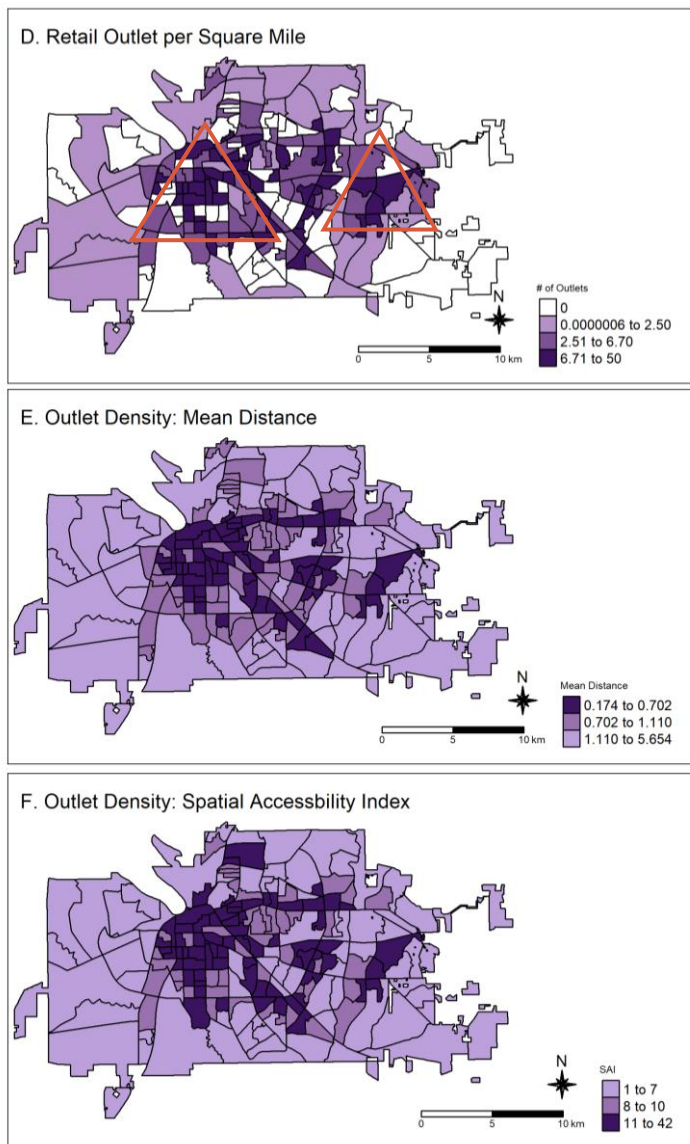 D. Retail Outlet per Square Mile
# of Outlets
N
0
0.0000006 to 2.50
2.51 to 6.70
6.71 to 50
0 5 10 km
E. Outlet Density: Mean Distance
N
Mean Distance
0.174 to 0.702
0.702 to 1.110
1.110 to 5.654
0 5 10 km
F. Outlet Density: Spatial Accessbility Index
N
SAI
1 to 7
8 to 10
11 to 42
0 5 10 km